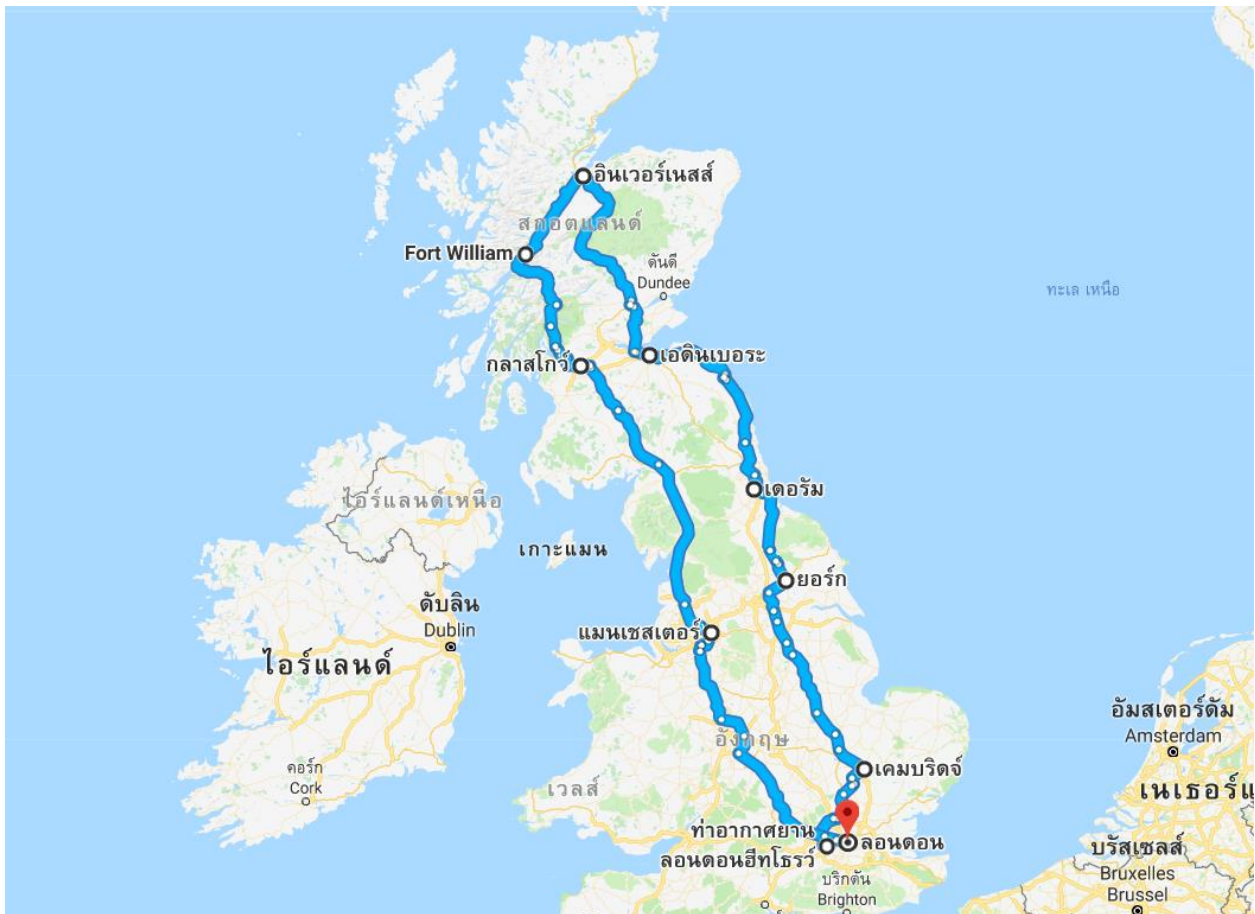 อินเวอร์เนสส์
สกอตแลนด์
Fort William
ดันดี
Dundee
ทะเล เหนือ
เอดินเบอระ
กลาสโกว์
เดอรัม
ไอร์แลนด์เหนือ
เกาะแมน
ยอร์ก
ดับลิน
Dublin
แมนเชสเตอร์
ไอร์แลนด์
อัมสเตอร์ดัม
Amsterdam
อังกฤษ
คอร์ก
Cork
เคมบริดจ์
เวลส์
เนเธอร์แ
ท่าอากาศยาน
ลอนดอนฮีทโธรว์
ลอนดอน
บรัสเซลส์
Bruxelles
Brussel
บริกตัน
Brighton